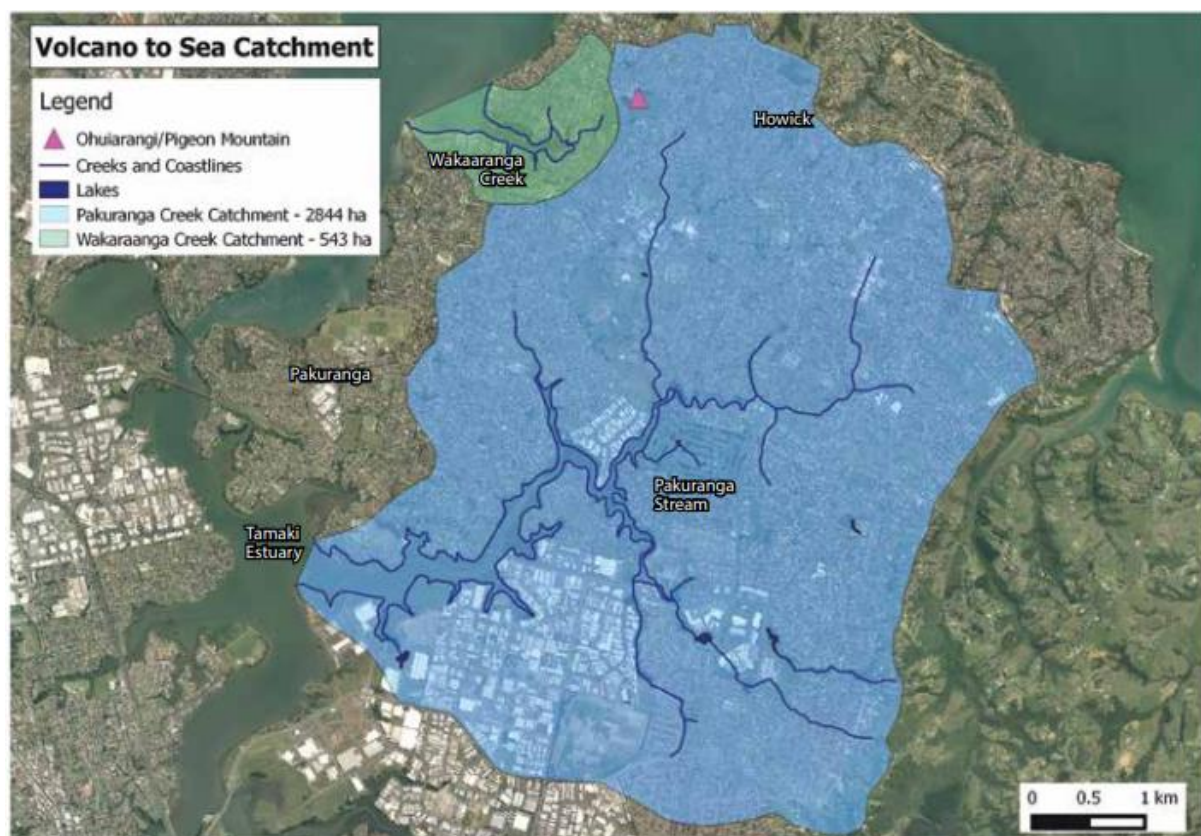 Volcano to Sea Catchment
Legend
Ohuiarangi/Pigeon Mountain
Creeks and Coastlines
Lakes
Pakuranga Creek Catchment - 2844 ha
Wakaraanga Creek Catchment - 543 ha
Howick
Wakaaranga
Creek
Pakuranga
Pakuranga
Stream
Tamaki
Estuary
0 0.5 1 km